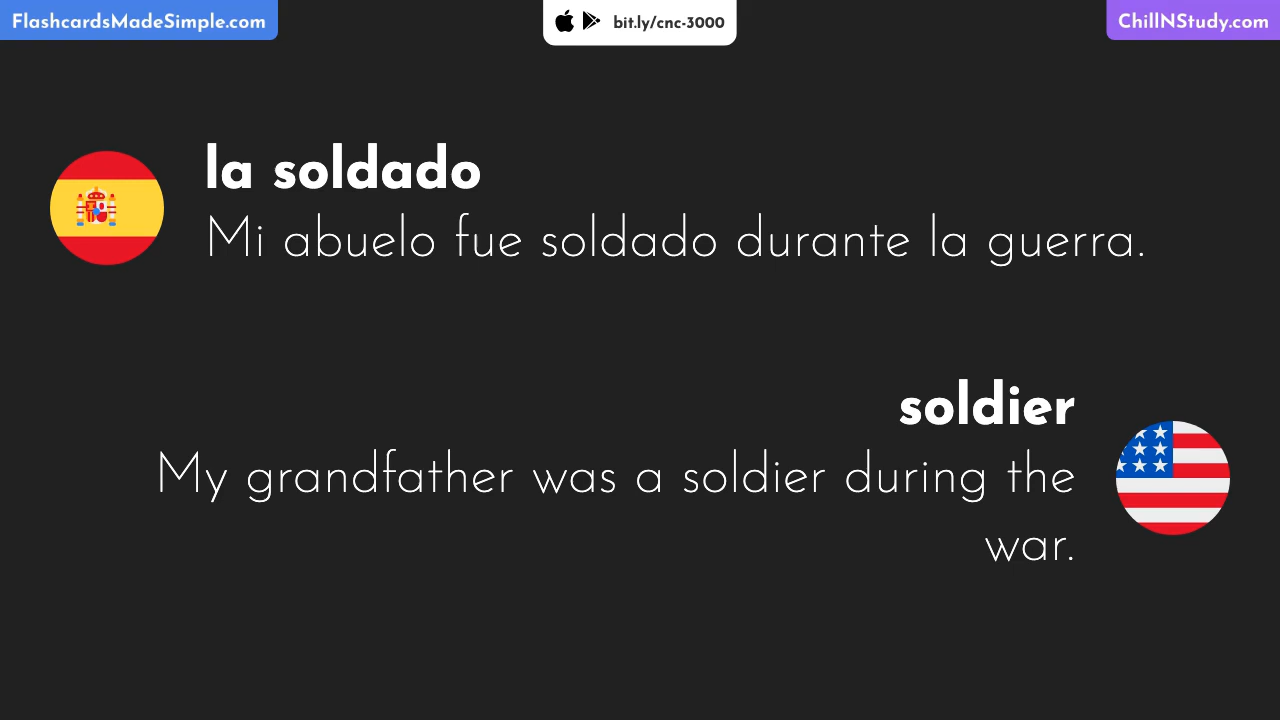 FlashcardsMadeSimple.com
bit.ly/cnc-3000
ChillNStudy.com
la soldado
Mi abuelo fue soldado durante la guerra.
soldier
My grandfather was a soldier during the
war.